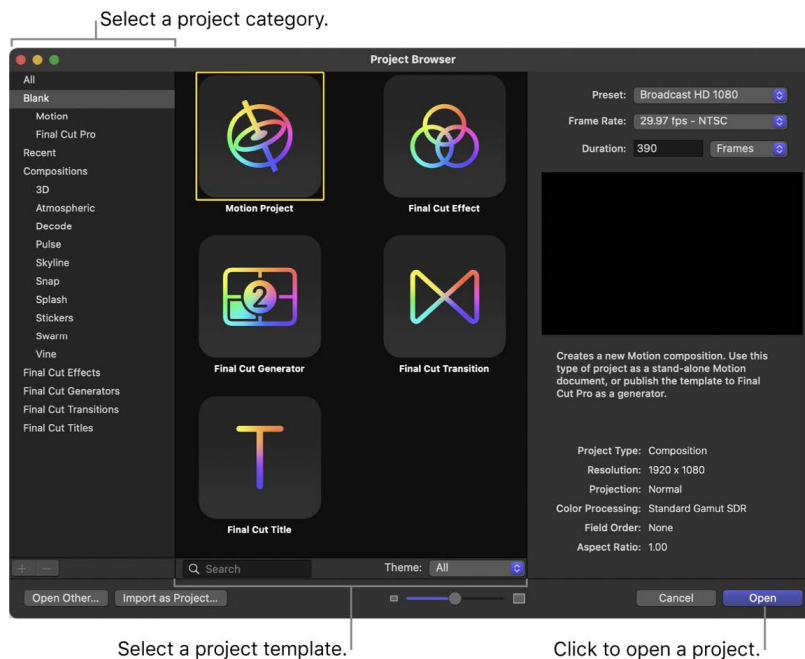 Select a project category.
Project Browser
All
Blank
Motion
Final Cut Pro
Recent
Compositions
3D
Atmospheric
Decode
Pulse
Skyline
Snap
Splash
Stickers
Swarm
Vine
Final Cut Effects
Final Cut Generators
Final Cut Transitions
Final Cut Titles
Motion Project
Final Cut Effect
2
Final Cut Generator
Final Cut Transition
T
Final Cut Title
Preset: Broadcast HD 1080
Frame Rate: 29.97 fps - NTSC
Duration: 390 Frames
Creates a new Motion composition. Use this
type of project as a stand-alone Motion
document, or publish the template to Final
Cut Pro as a generator.
Project Type: Composition
Resolution: 1920 x 1080
Projection: Normal
Color Processing: Standard Gamut SDR
Field Order: None
Aspect Ratio: 1.00
+ −
Search
Theme: All
Open Other... Import as Project...
Cancel Open
Select a project template.
Click to open a project.